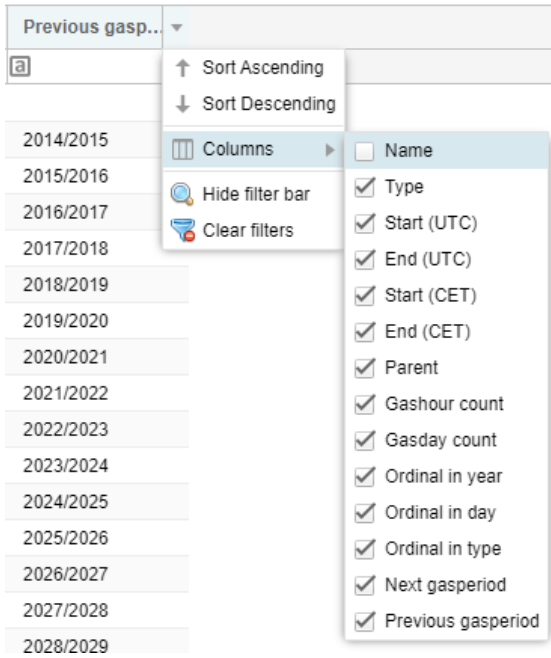 Previous gasp...
a
Sort Ascending
Sort Descending
Columns
Hide filter bar
Clear filters
Name
Type
Start (UTC)
End (UTC)
Start (CET)
End (CET)
Parent
Gashour count
Gasday count
Ordinal in year
Ordinal in day
Ordinal in type
Next gasperiod
Previous gasperiod
2014/2015
2015/2016
2016/2017
2017/2018
2018/2019
2019/2020
2020/2021
2021/2022
2022/2023
2023/2024
2024/2025
2025/2026
2026/2027
2027/2028
2028/2029